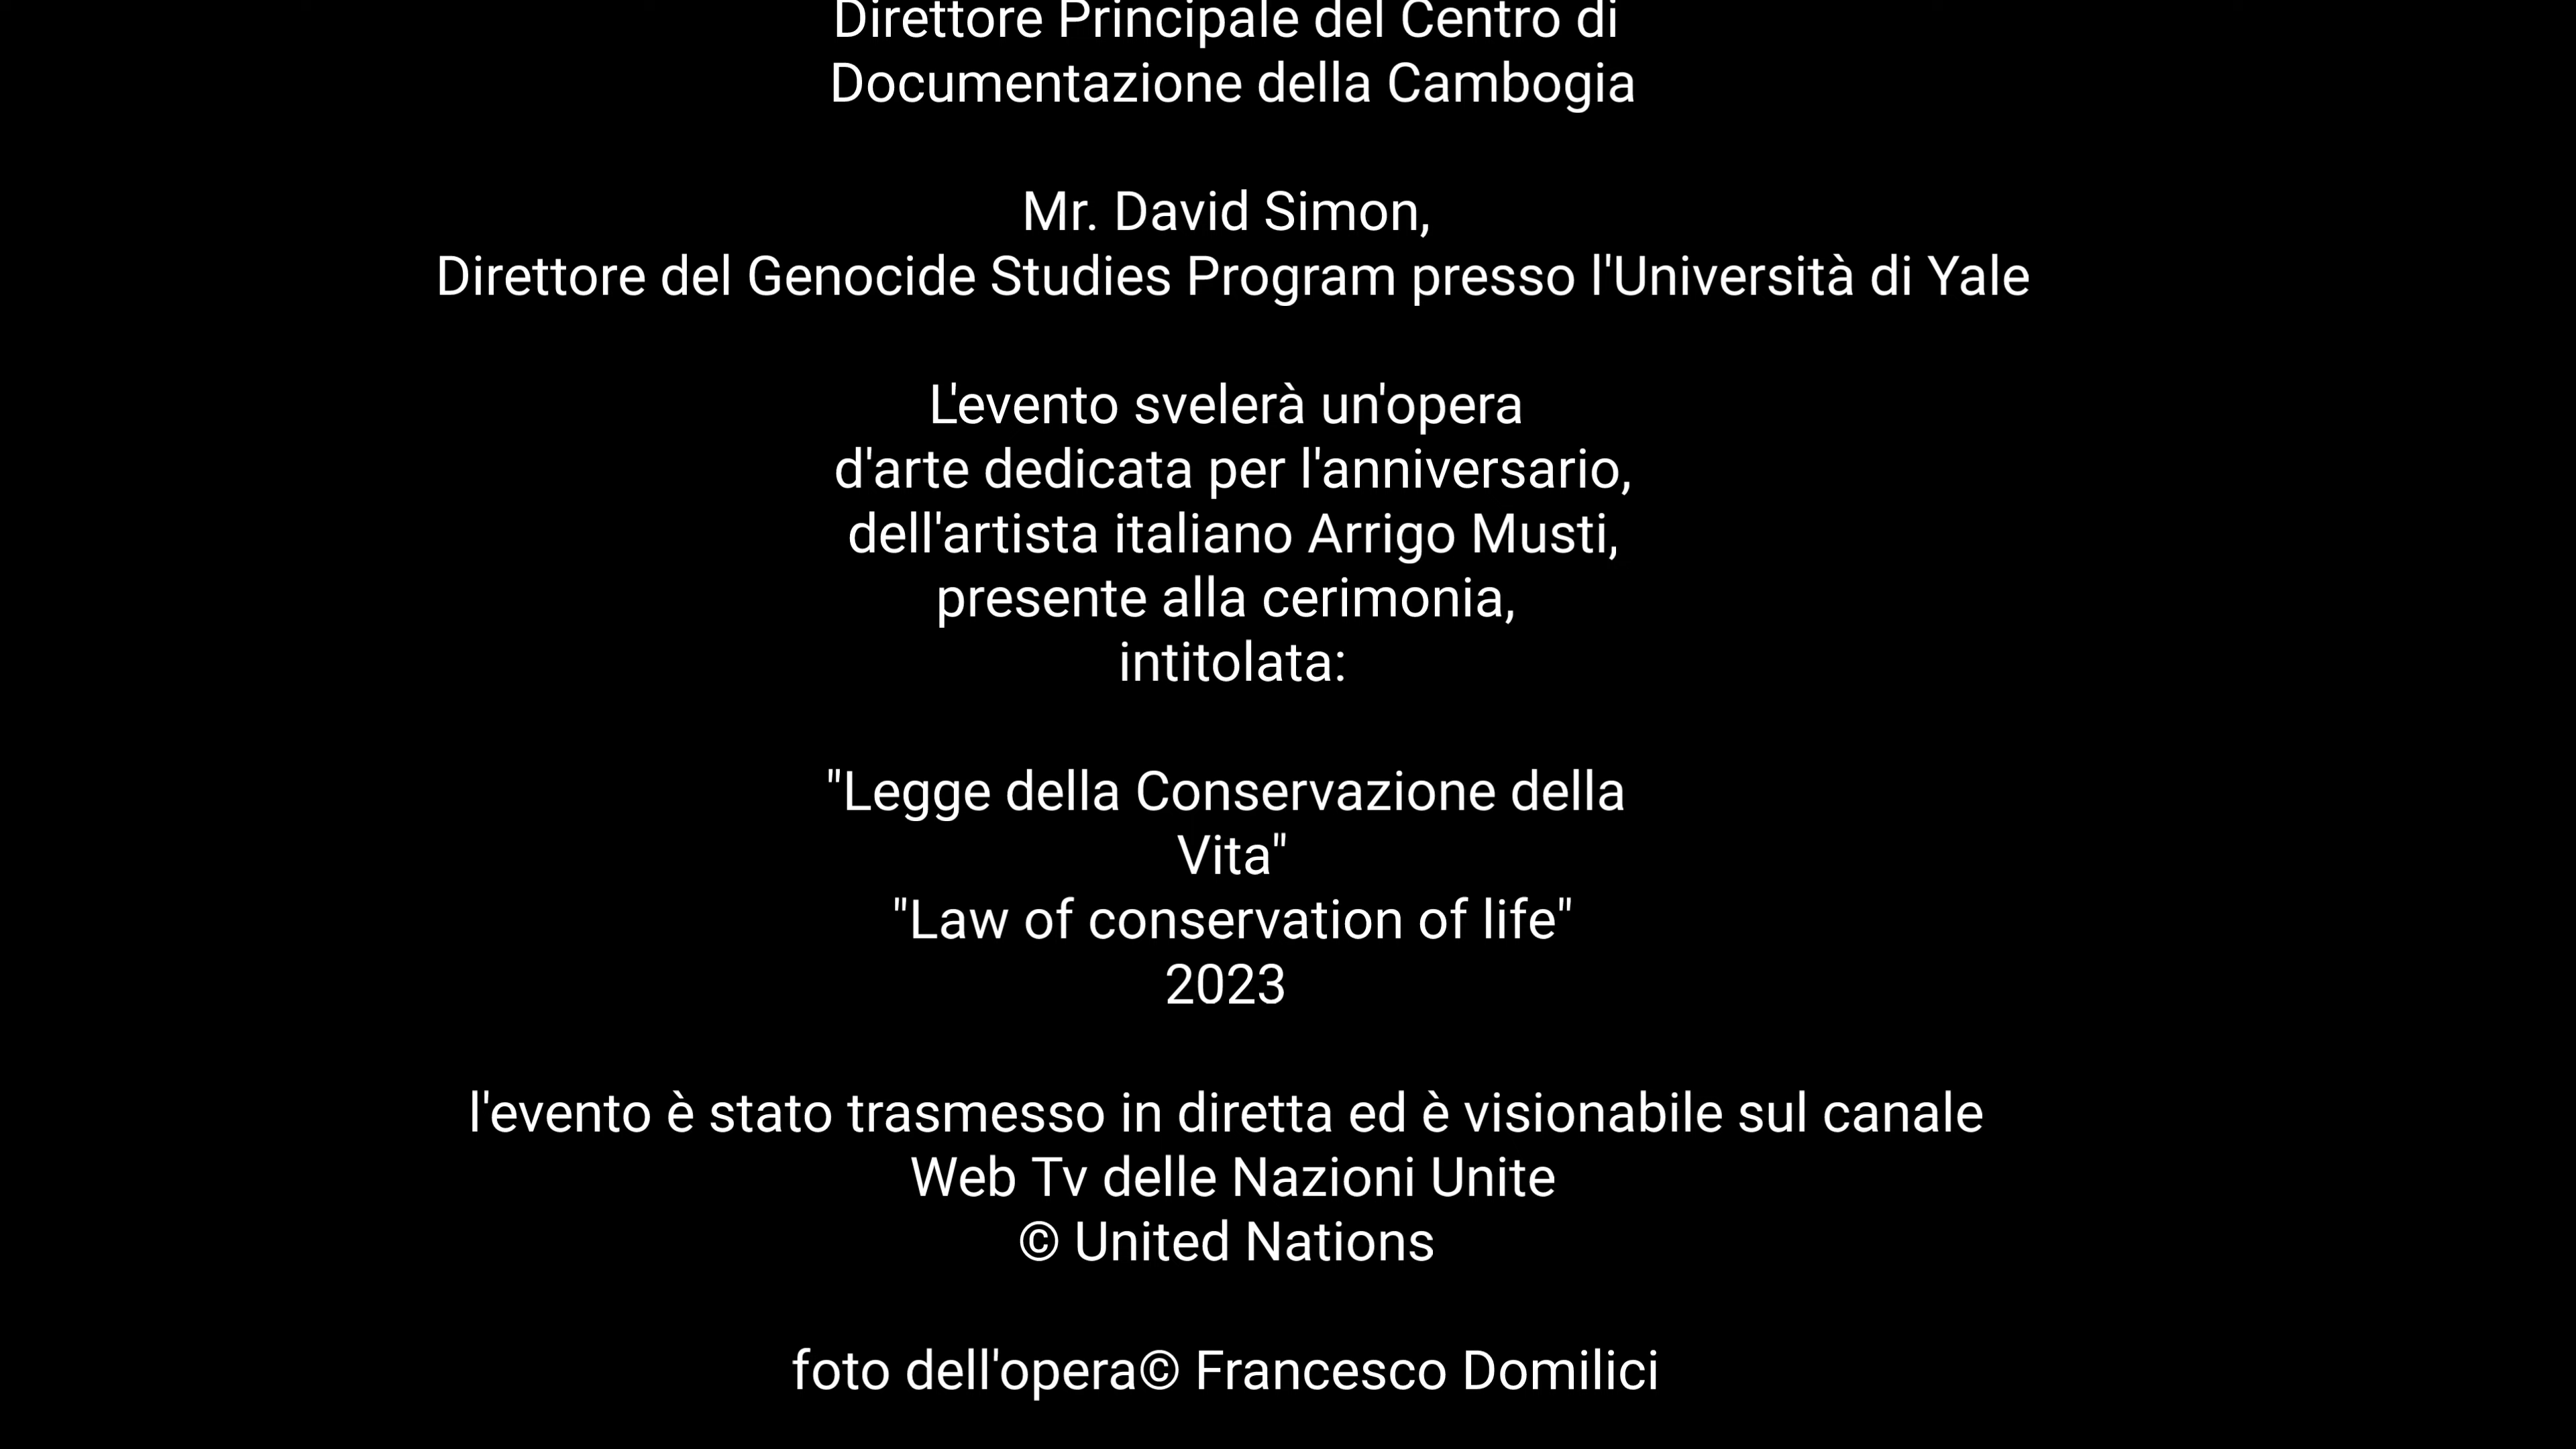 Direttore Principale del Centro di
Documentazione della Cambogia
Mr. David Simon,
Direttore del Genocide Studies Program presso l'Università di Yale
L'evento svelerà un'opera
d'arte dedicata per l'anniversario,
dell'artista italiano Arrigo Musti,
presente alla cerimonia,
intitolata:
"Legge della Conservazione della
Vita"
"Law of conservation of life"
2023
l'evento è stato trasmesso in diretta ed è visionabile sul canale
Web Tv delle Nazioni Unite
© United Nations
foto dell'opera© Francesco Domilici